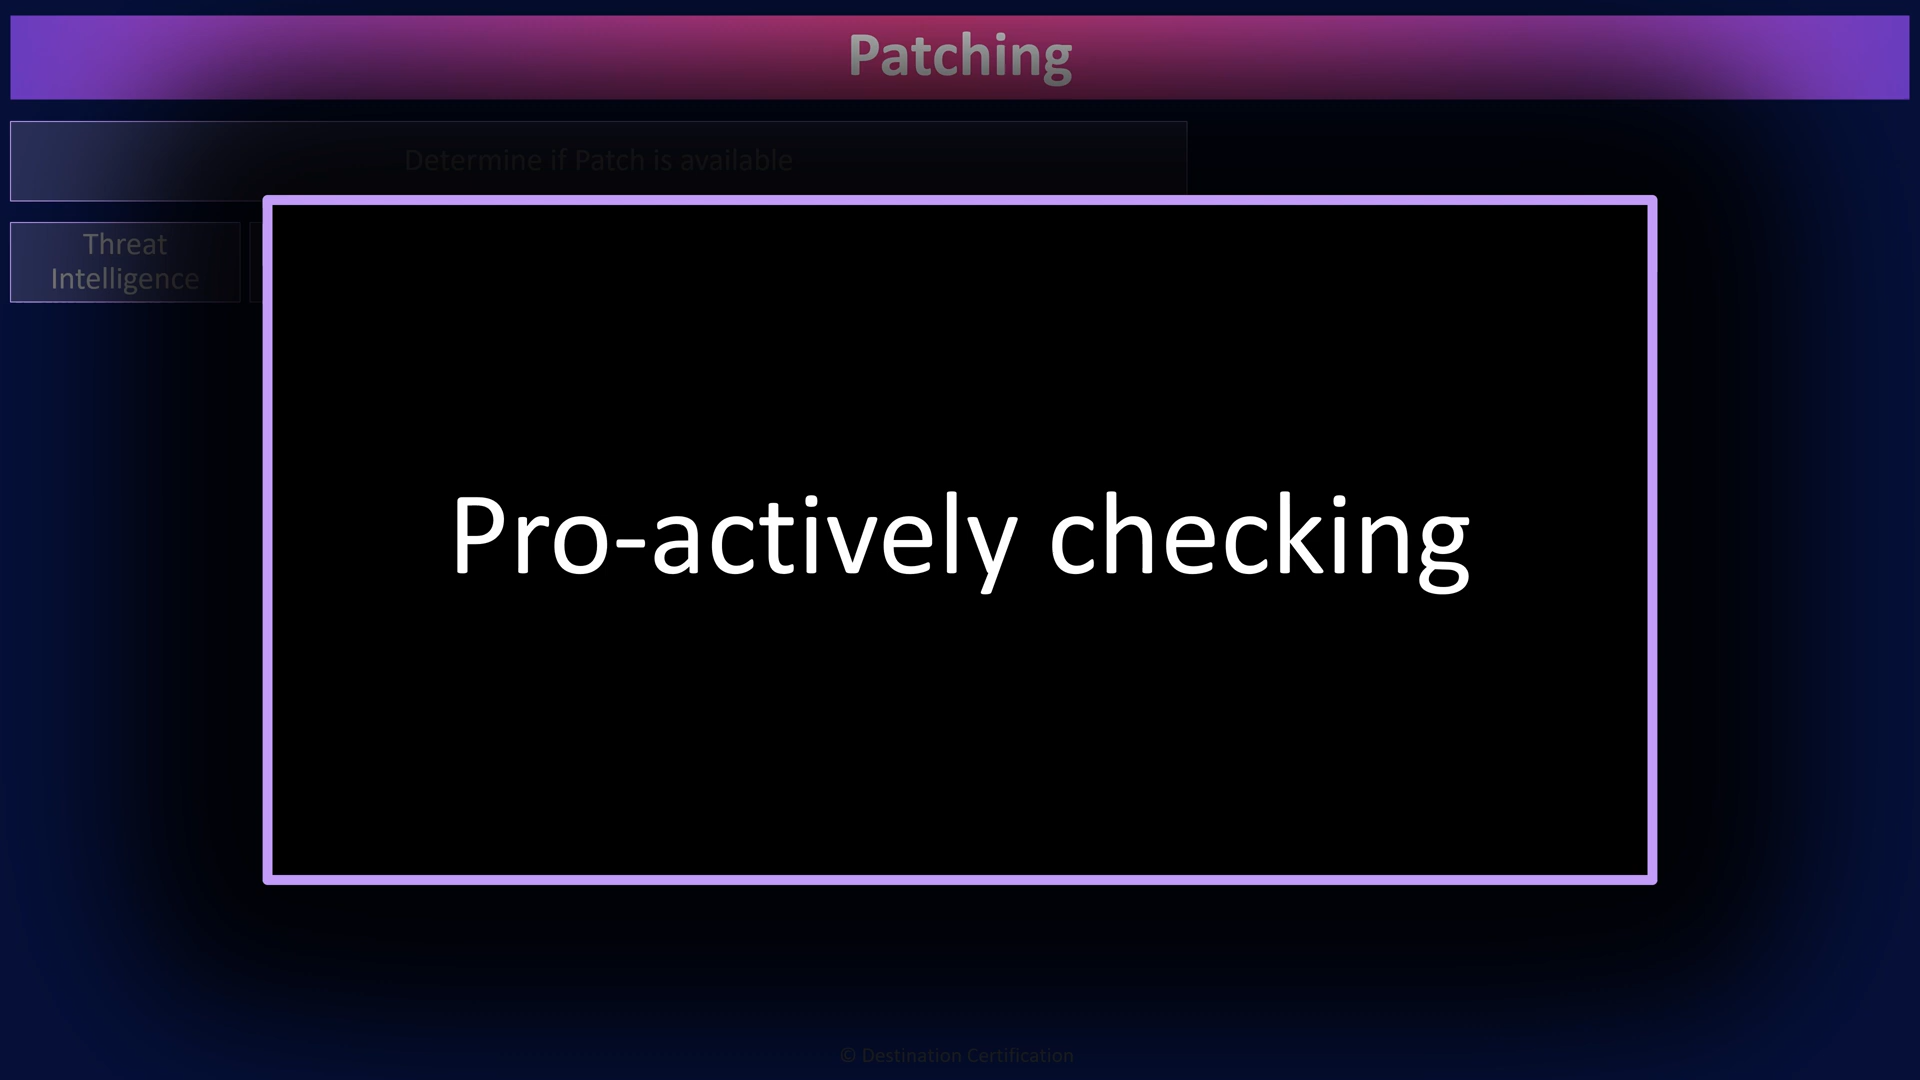 Patching
Determine if Patch is available
Threat
Intelligence
Pro-actively checking
© Destination Certification